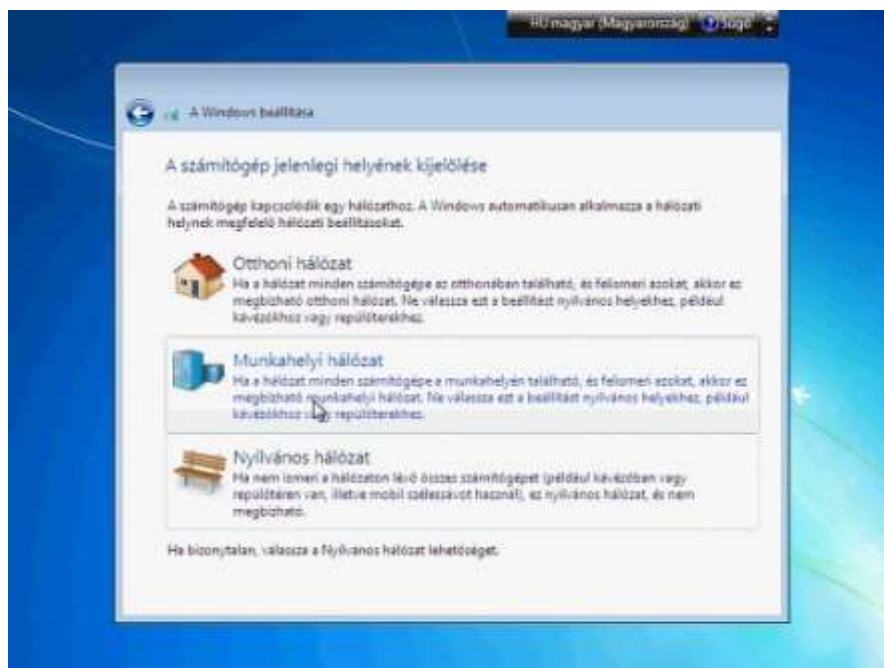 HU magyar (Magyarország) Súgó
A Windows beállítása
A számítógép jelenlegi helyének kijelölése
A számítógép kapcsolódik egy hálózathoz. A Windows automatikusan alkalmazza a hálózati
helynek megfelelő hálózati beállításokat.
Otthoni hálózat
Ha a hálózat minden számítógépe az otthonában található, és felismeri azokat, akkor ez
megbízható otthoni hálózat. Ne válassza ezt a beállítást nyilvános helyekhez, például
kávézókhoz vagy repülőterekhez.
Munkahelyi hálózat
Ha a hálózat minden számítógépe a munkahelyén található, és felismeri azokat, akkor ez
megbízható munkahelyi hálózat. Ne válassza ezt a beállítást nyilvános helyekhez, például
kávézókhoz vagy repülőterekhez.
Nyilvános hálózat
Ha nem ismeri a hálózaton lévő összes számítógépet (például kávézóban vagy
repülőtéren van, illetve mobil szélessávot használ), ez nyilvános hálózat, és nem
megbízható.
Ha bizonytalan, válassza a Nyilvános hálózat lehetőséget.